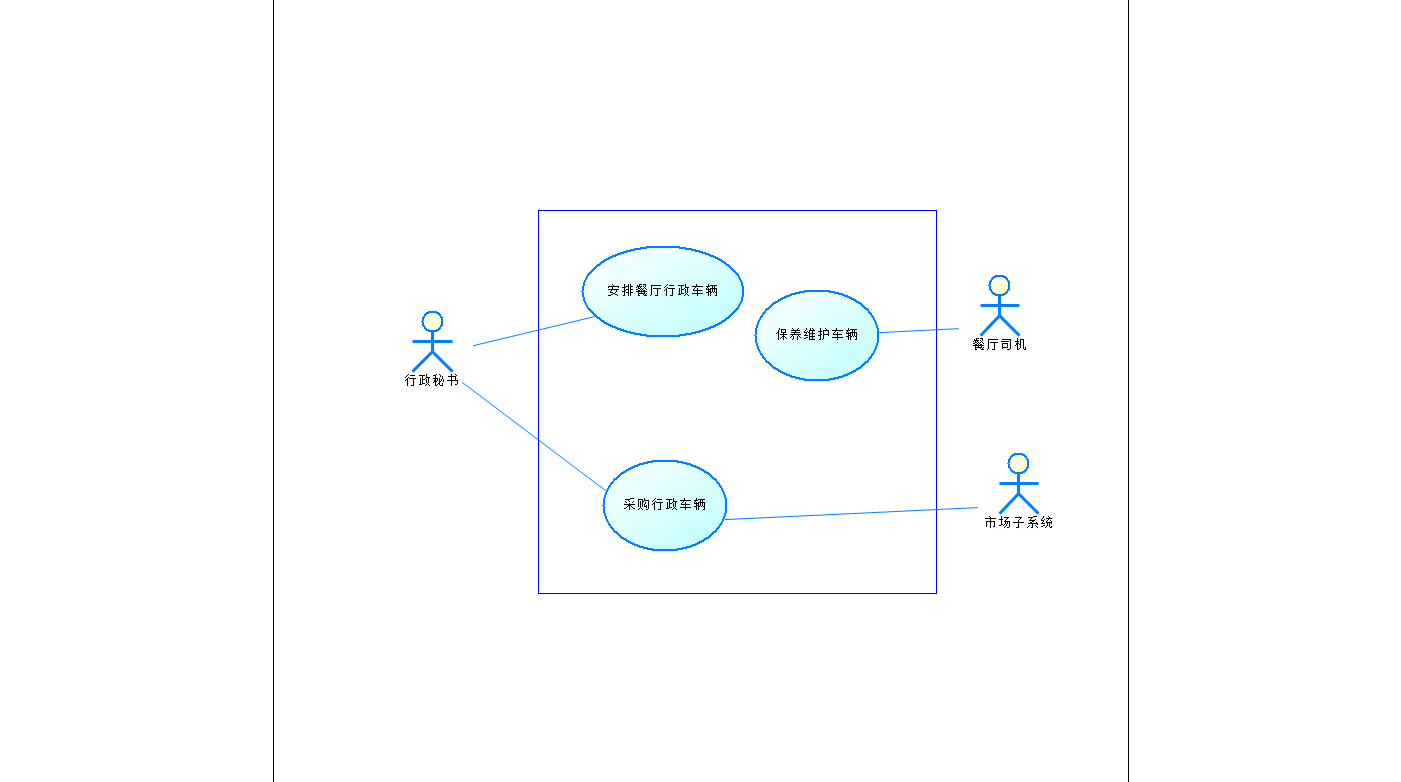 安排餐厅行政车辆
保养维护车辆
餐厅司机
行政秘书
采购行政车辆
市场子系统